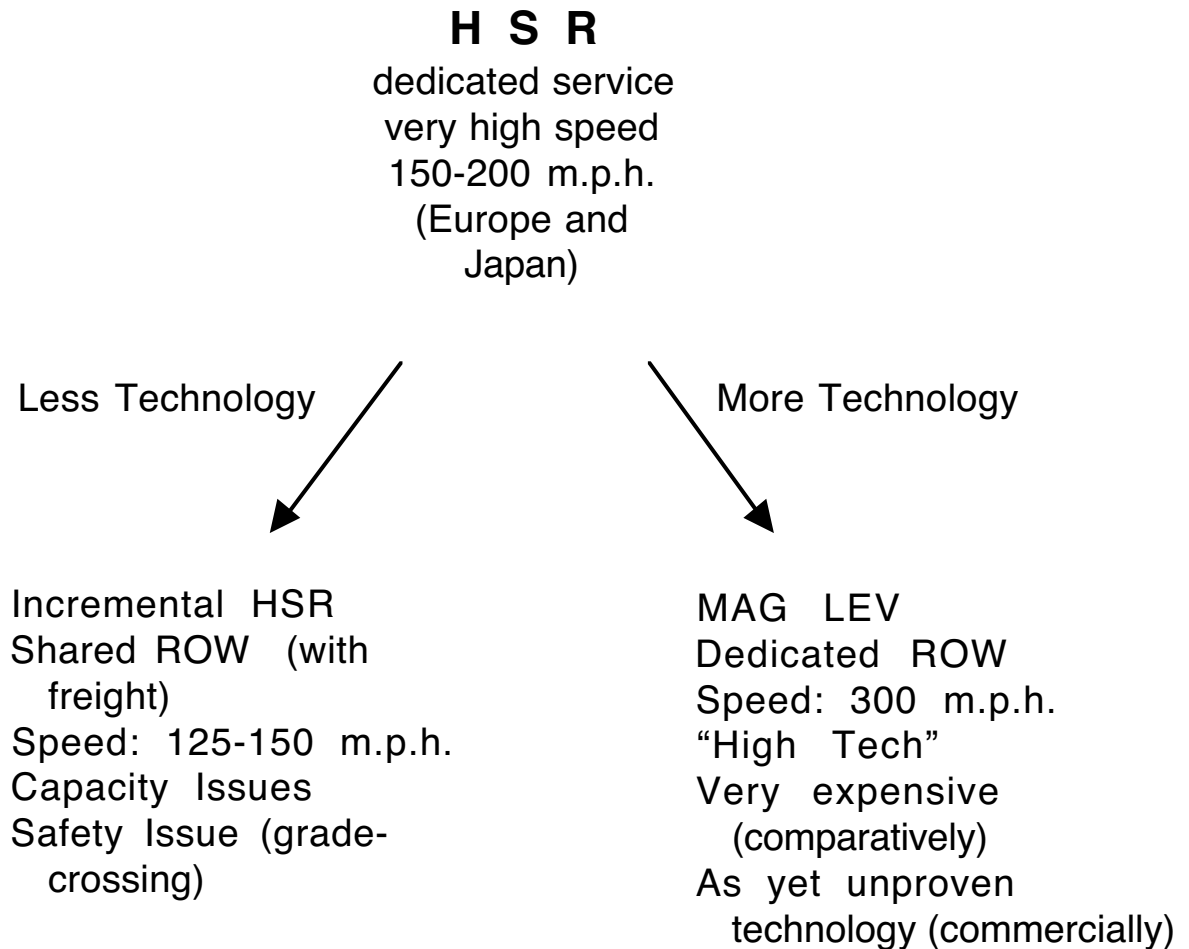 H S R
dedicated service
very high speed
150-200 m.p.h.
(Europe and
Japan)
Less Technology
More Technology
Incremental HSR
Shared ROW (with
freight)
Speed: 125-150 m.p.h.
Capacity Issues
Safety Issue (grade-
crossing)
MAG LEV
Dedicated ROW
Speed: 300 m.p.h.
“High Tech”
Very expensive
(comparatively)
As yet unproven
technology (commercially)